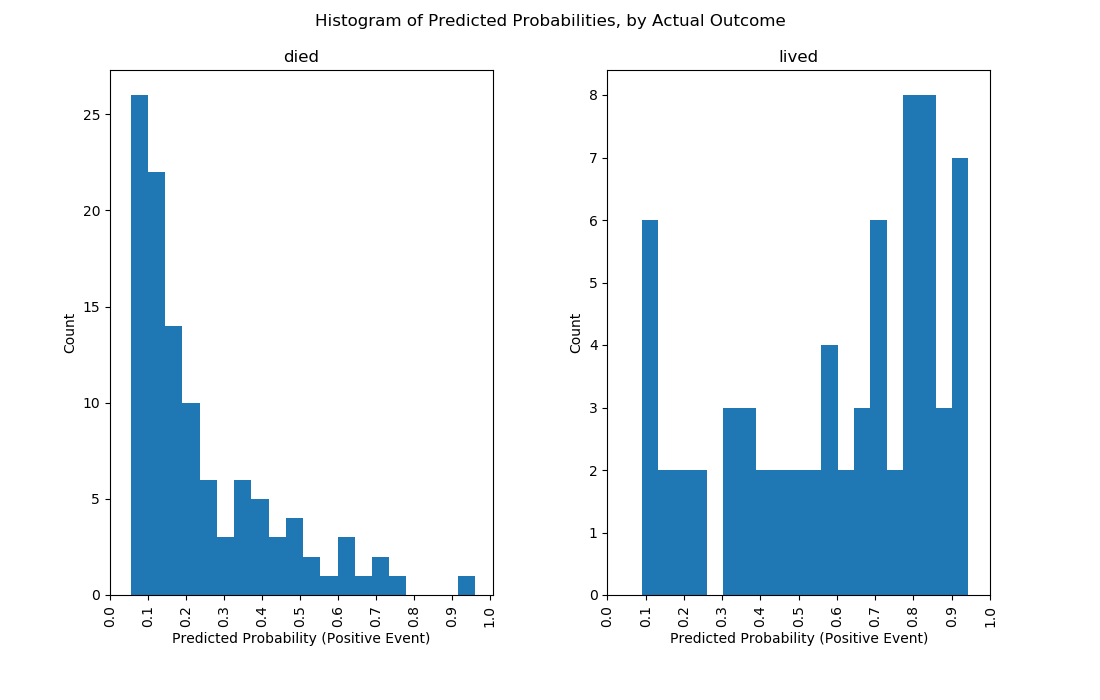 Histogram of Predicted Probabilities, by Actual Outcome
died
25
20
15
10
5
0
Count
0.0 0.1 0.2 0.3 0.4 0.5 0.6 0.7 0.8 0.9 1.0
Predicted Probability (Positive Event)
lived
8
7
6
5
4
3
2
1
0
Count
0.0 0.1 0.2 0.3 0.4 0.5 0.6 0.7 0.8 0.9 1.0
Predicted Probability (Positive Event)